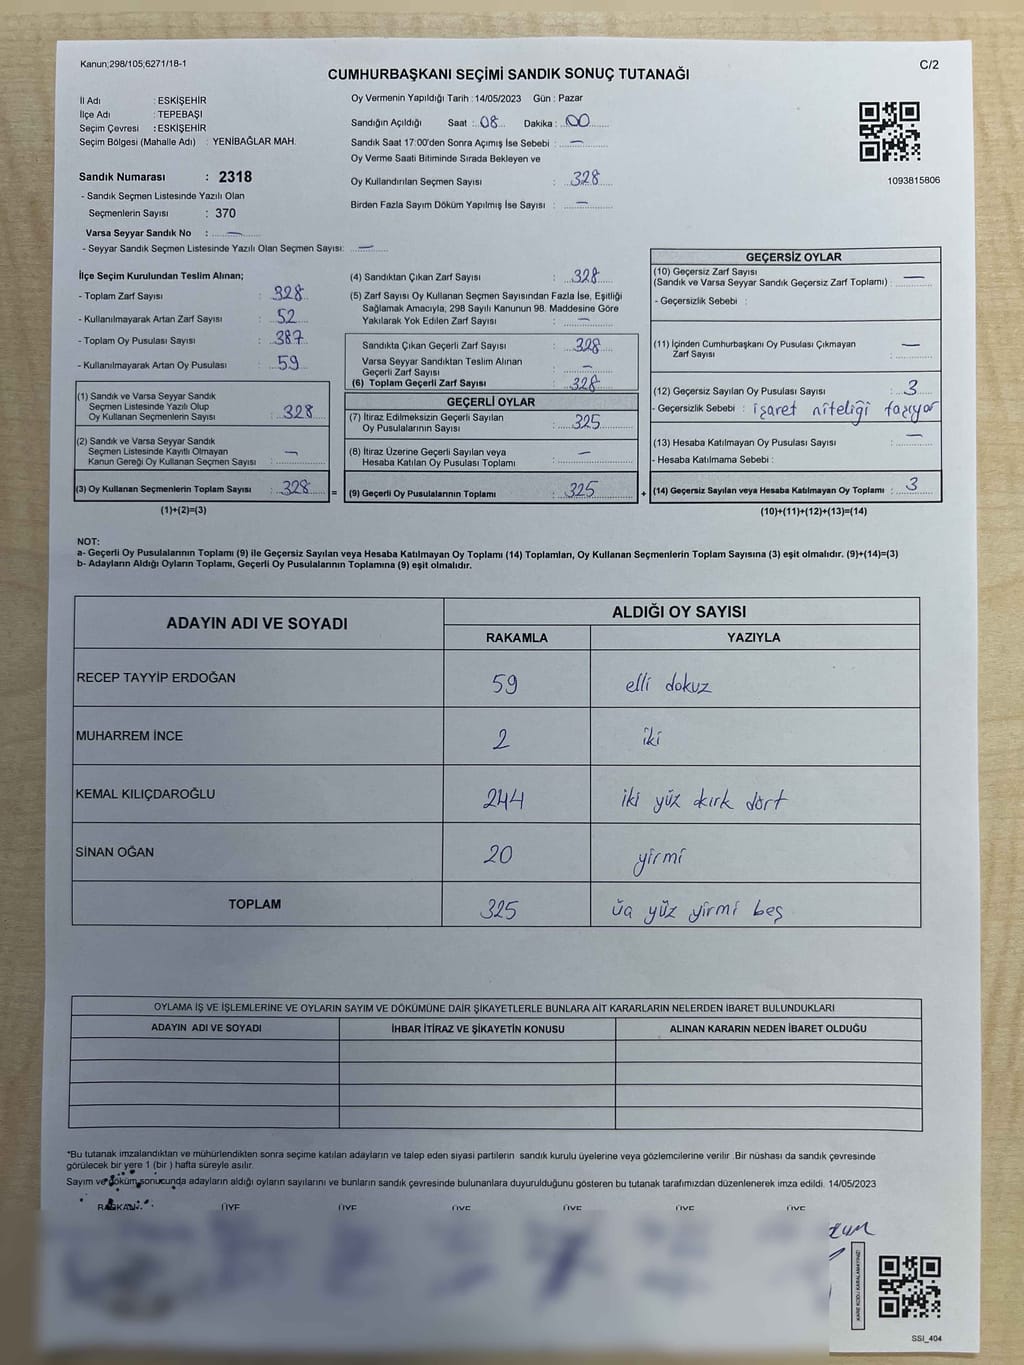 Kanun;298/105;6271/18-1
C/2
CUMHURBAŞKANI SEÇİMİ SANDIK SONUÇ TUTANAĞI
İl Adı : ESKİŞEHİR
İlçe Adı : TEPEBAŞI
Seçim Çevresi : ESKİŞEHİR
Seçim Bölgesi (Mahalle Adı) : YENİBAĞLAR MAH.
Sandık Numarası : 2318
- Sandık Seçmen Listesinde Yazılı Olan
Seçmenlerin Sayısı : 370
Varsa Seyyar Sandık No : —
- Seyyar Sandık Seçmen Listesinde Yazılı Olan Seçmen Sayısı: —
Oy Vermenin Yapıldığı Tarih : 14/05/2023 Gün : Pazar
Sandığın Açıldığı Saat : 08 Dakika : 00
Sandık Saat 17:00'den Sonra Açımış İse Sebebi : —
Oy Verme Saati Bitiminde Sırada Bekleyen ve
Oy Kullandırılan Seçmen Sayısı : 328
Birden Fazla Sayım Döküm Yapılmış İse Sayısı : —
1093815806
İlçe Seçim Kurulundan Teslim Alınan;
- Toplam Zarf Sayısı : 328
- Kullanılmayarak Artan Zarf Sayısı : 52
- Toplam Oy Pusulası Sayısı : 387
- Kullanılmayarak Artan Oy Pusulası : 59
(1) Sandık ve Varsa Seyyar Sandık
Seçmen Listesinde Yazılı Olup
Oy Kullanan Seçmenlerin Sayısı : 328
(2) Sandık ve Varsa Seyyar Sandık
Seçmen Listesinde Kayıtlı Olmayan
Kanun Gereği Oy Kullanan Seçmen Sayısı : —
(3) Oy Kullanan Seçmenlerin Toplam Sayısı : 328 =
(1)+(2)=(3)
(4) Sandıktan Çıkan Zarf Sayısı : 328
(5) Zarf Sayısı Oy Kullanan Seçmen Sayısından Fazla İse, Eşitliği
Sağlamak Amacıyla, 298 Sayılı Kanunun 98. Maddesine Göre
Yakılarak Yok Edilen Zarf Sayısı : —
Sandıkta Çıkan Geçerli Zarf Sayısı : 328
Varsa Seyyar Sandıktan Teslim Alınan
Geçerli Zarf Sayısı : —
(6) Toplam Geçerli Zarf Sayısı : 328
GEÇERLİ OYLAR
(7) İtiraz Edilmeksizin Geçerli Sayılan
Oy Pusulalarının Sayısı : 325
(8) İtiraz Üzerine Geçerli Sayılan veya
Hesaba Katılan Oy Pusulası Toplamı : —
(9) Geçerli Oy Pusulalarının Toplamı : 325 +
GEÇERSİZ OYLAR
(10) Geçersiz Zarf Sayısı
(Sandık ve Varsa Seyyar Sandık Geçersiz Zarf Toplamı) : —
- Geçersizlik Sebebi :
(11) İçinden Cumhurbaşkanı Oy Pusulası Çıkmayan
Zarf Sayısı : —
(12) Geçersiz Sayılan Oy Pusulası Sayısı : 3
- Geçersizlik Sebebi : işaret niteliği taşıyor
(13) Hesaba Katılmayan Oy Pusulası Sayısı : —
- Hesaba Katılmama Sebebi :
(14) Geçersiz Sayılan veya Hesaba Katılmayan Oy Toplamı : 3
(10)+(11)+(12)+(13)=(14)
NOT:
a- Geçerli Oy Pusulalarının Toplamı (9) ile Geçersiz Sayılan veya Hesaba Katılmayan Oy Toplamı (14) Toplamları, Oy Kullanan Seçmenlerin Toplam Sayısına (3) eşit olmalıdır. (9)+(14)=(3)
b- Adayların Aldığı Oyların Toplamı, Geçerli Oy Pusulalarının Toplamına (9) eşit olmalıdır.
ADAYIN ADI VE SOYADI
ALDIĞI OY SAYISI
RAKAMLA YAZIYLA
RECEP TAYYİP ERDOĞAN 59 elli dokuz
MUHARREM İNCE 2 iki
KEMAL KILIÇDAROĞLU 244 iki yüz kırk dört
SİNAN OĞAN 20 yirmi
TOPLAM 325 üç yüz yirmi beş
OYLAMA İŞ VE İŞLEMLERİNE VE OYLARIN SAYIM VE DÖKÜMÜNE DAİR ŞİKAYETLERLE BUNLARA AİT KARARLARIN NELERDEN İBARET BULUNDUKLARI
ADAYIN ADI VE SOYADI İHBAR İTİRAZ VE ŞİKAYETİN KONUSU ALINAN KARARIN NEDEN İBARET OLDUĞU
*Bu tutanak imzalandıktan ve mühürlendikten sonra seçime katılan adayların ve talep eden siyasi partilerin sandık kurulu üyelerine veya gözlemcilerine verilir .Bir nüshası da sandık çevresinde
görülecek bir yere 1 (bir ) hafta süreyle asılır.
Sayım ve döküm sonucunda adayların aldığı oyların sayılarını ve bunların sandık çevresinde bulunanlara duyurulduğunu gösteren bu tutanak tarafımızdan düzenlenerek imza edildi. 14/05/2023
BAŞKAN ÜYE ÜYE ÜYE ÜYE ÜYE ÜYE
KARE KODU KARALAMAYINIZ!
SSI_404